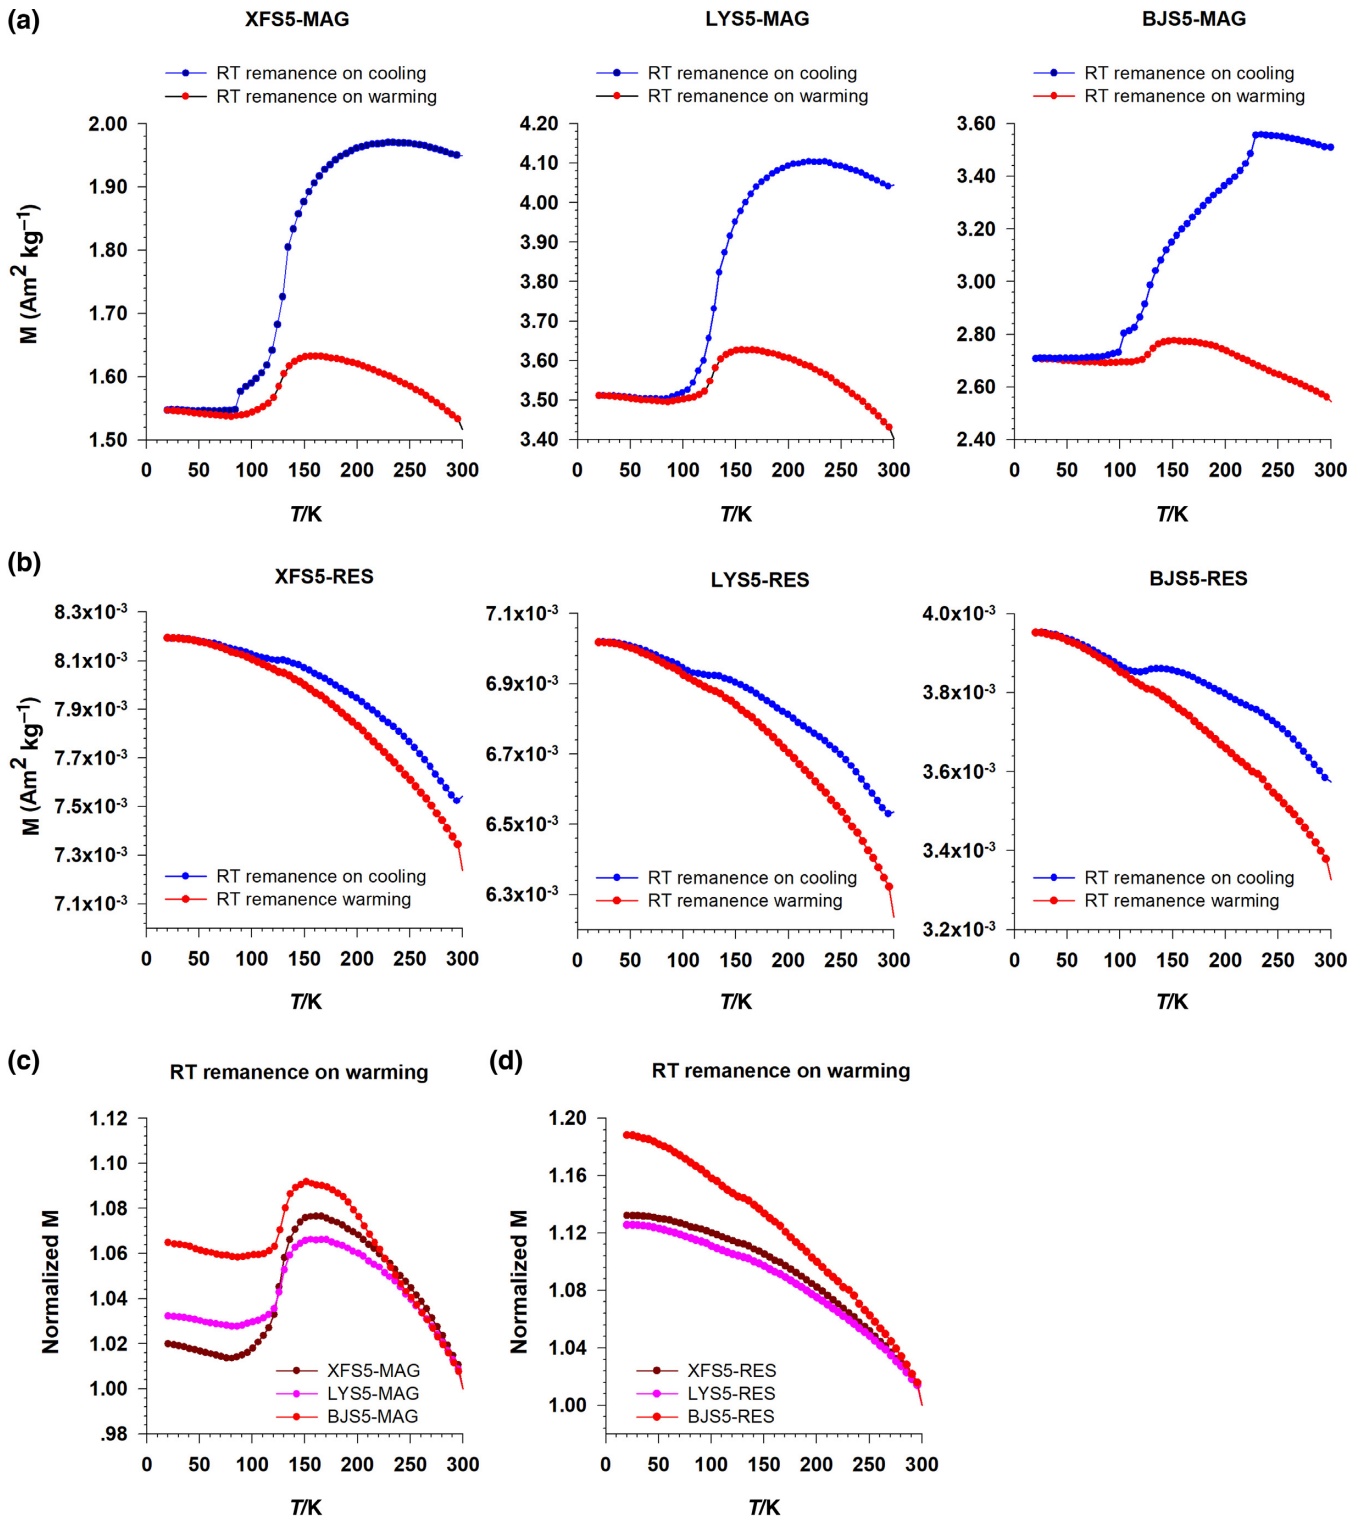 (a)
XFS5-MAG
LYS5-MAG
BJS5-MAG
RT remanence on cooling
RT remanence on warming
RT remanence on cooling
RT remanence on warming
RT remanence on cooling
RT remanence on warming
M (Am² kg⁻¹)
2.00
1.90
1.80
1.70
1.60
1.50
0 50 100 150 200 250 300
T/K
4.20
4.10
4.00
3.90
3.80
3.70
3.60
3.50
3.40
0 50 100 150 200 250 300
T/K
3.60
3.40
3.20
3.00
2.80
2.60
2.40
0 50 100 150 200 250 300
T/K
(b)
XFS5-RES
LYS5-RES
BJS5-RES
M (Am² kg⁻¹)
8.3x10⁻³
8.1x10⁻³
7.9x10⁻³
7.7x10⁻³
7.5x10⁻³
7.3x10⁻³
7.1x10⁻³
RT remanence on cooling
RT remanence warming
0 50 100 150 200 250 300
T/K
7.1x10⁻³
6.9x10⁻³
6.7x10⁻³
6.5x10⁻³
6.3x10⁻³
RT remanence on cooling
RT remanence warming
0 50 100 150 200 250 300
T/K
4.0x10⁻³
3.8x10⁻³
3.6x10⁻³
3.4x10⁻³
3.2x10⁻³
RT remanence on cooling
RT remanence warming
0 50 100 150 200 250 300
T/K
(c)
RT remanence on warming
Normalized M
1.12
1.10
1.08
1.06
1.04
1.02
1.00
.98
XFS5-MAG
LYS5-MAG
BJS5-MAG
0 50 100 150 200 250 300
T/K
(d)
RT remanence on warming
Normalized M
1.20
1.16
1.12
1.08
1.04
1.00
XFS5-RES
LYS5-RES
BJS5-RES
0 50 100 150 200 250 300
T/K